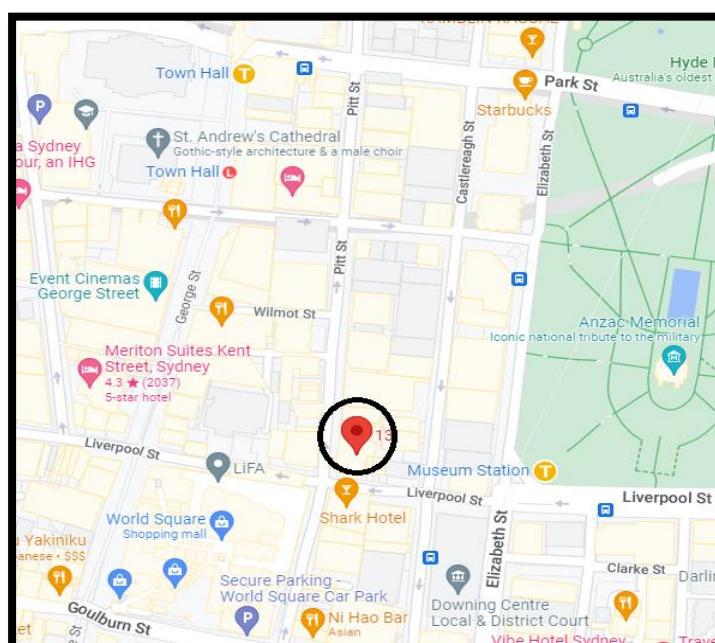 Town Hall
T
Park St
Hyde
Australia's oldest
Starbucks
P
Pitt St
Castlereagh St
Elizabeth St
St. Andrew's Cathedral
Gothic-style architecture & a male choir
a Sydney
our, an IHG
Town Hall L
Pitt St
Event Cinemas
George Street
George St
Wilmot St
Anzac Memorial
Iconic national tribute to the military
Meriton Suites Kent
Street, Sydney
4.3 ★ (2037)
5-star hotel
13
Liverpool St
LiFA
Museum Station T
Liverpool St
Liverpool St
Shark Hotel
World Square
Shopping mall
Elizabeth St
u Yakiniku
panese • $$$
Clarke St
Secure Parking -
World Square Car Park
P
Downing Centre
Local & District Court
Darlin
Goulburn St
Ni Hao Bar
Asian
Vibe Hotel Sydney
Trave